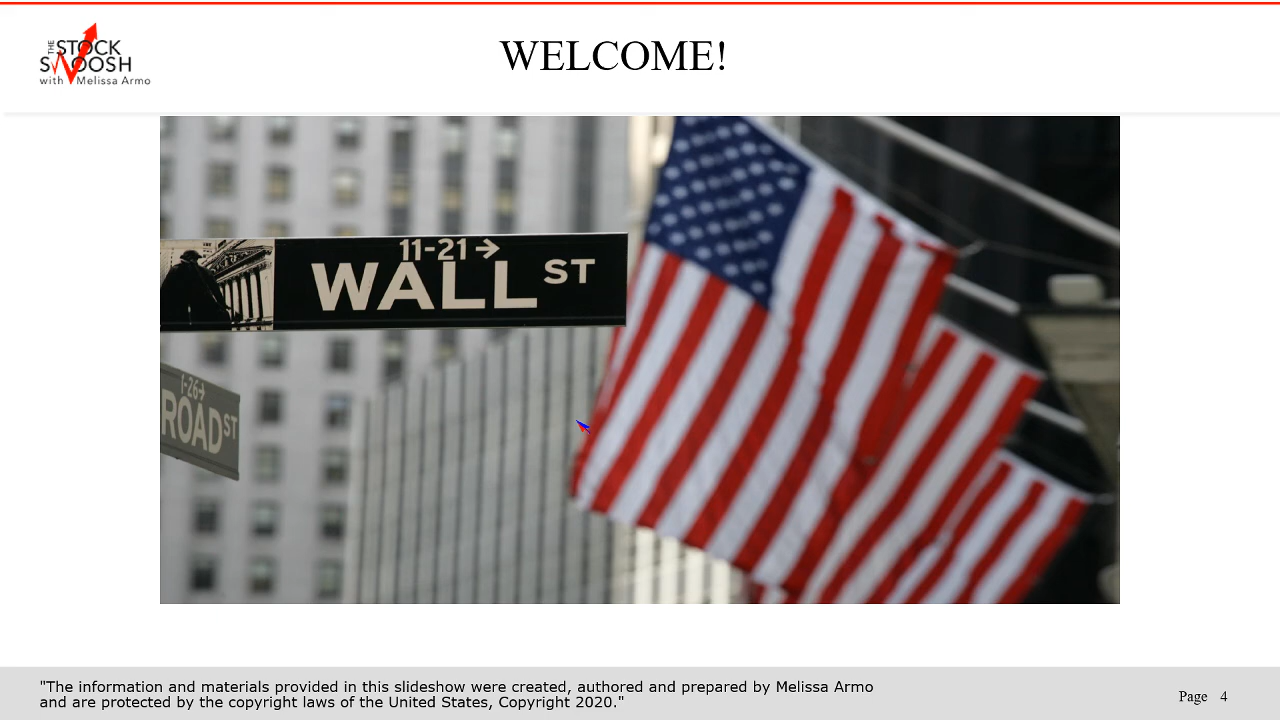 THE STOCK
SWOOSH
with Melissa Armo
WELCOME!
11-21→
WALL ST
1-26→
ROAD ST
"The information and materials provided in this slideshow were created, authored and prepared by Melissa Armo
and are protected by the copyright laws of the United States, Copyright 2020."
Page 4